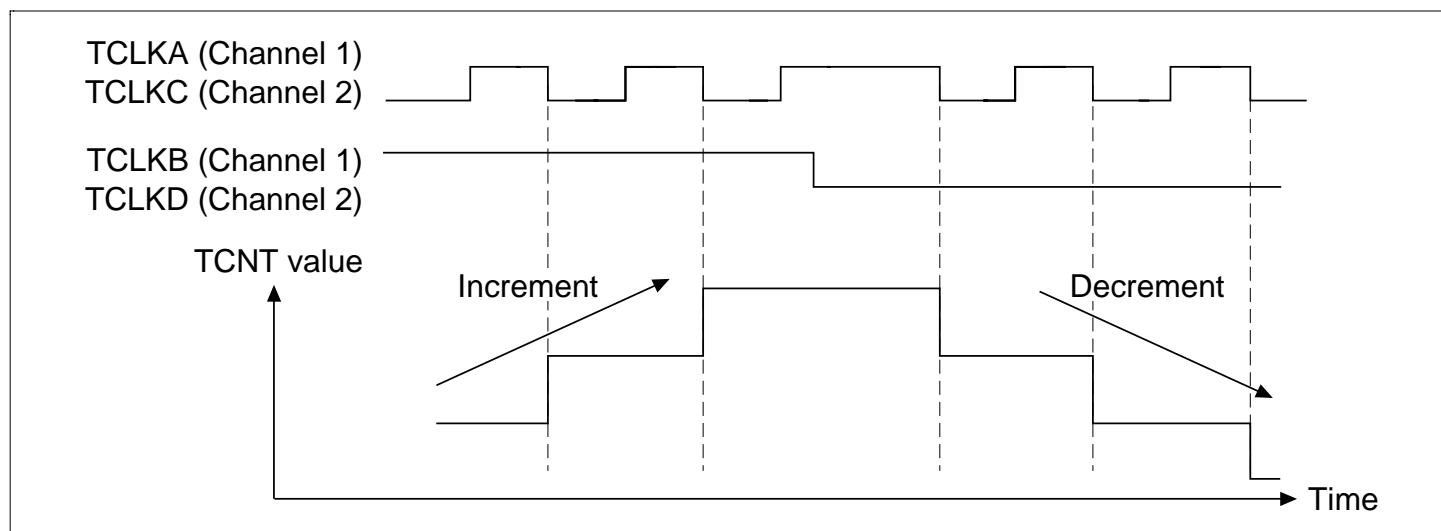 TCLKA (Channel 1)
TCLKC (Channel 2)
TCLKB (Channel 1)
TCLKD (Channel 2)
TCNT value
Increment
Decrement
Time